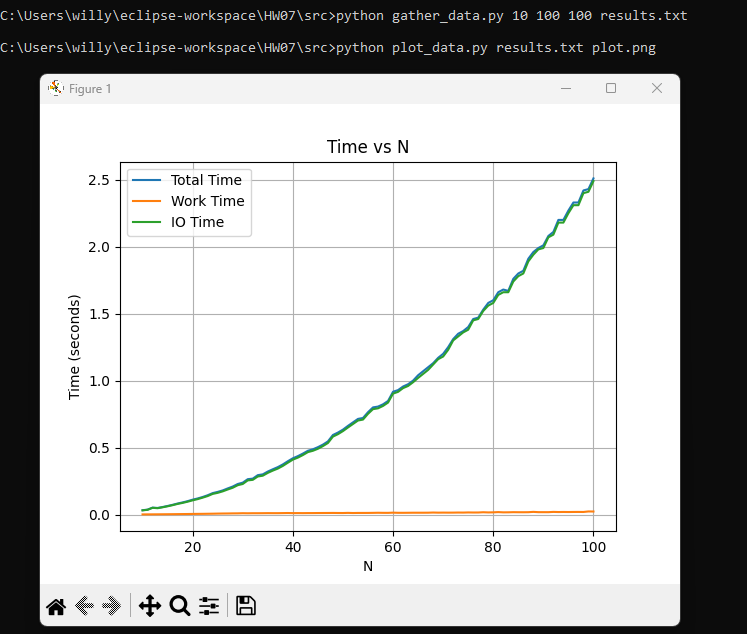 C:\Users\willy\eclipse-workspace\HW07\src>python gather_data.py 10 100 100 results.txt
C:\Users\willy\eclipse-workspace\HW07\src>python plot_data.py results.txt plot.png
Figure 1
Time vs N
Total Time
Work Time
IO Time
2.5
2.0
1.5
1.0
0.5
0.0
Time (seconds)
20 40 60 80 100
N